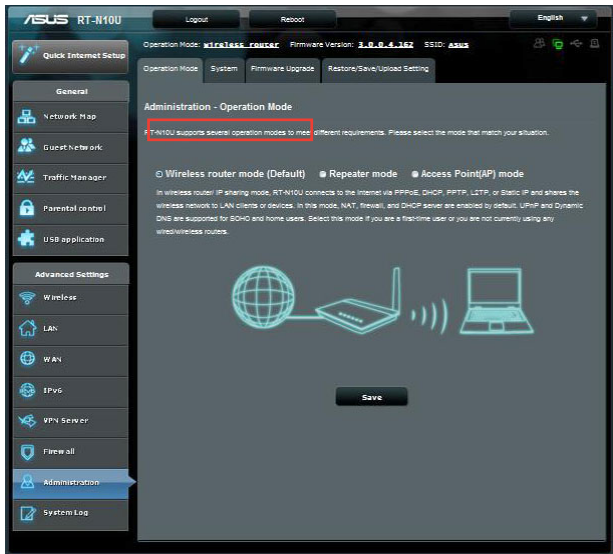 ASUS RT-N10U Logout Reboot English
Operation Mode: wireless router Firmware Version: 3.0.0.4.162 SSID: ASUS
Quick Internet Setup
Operation Mode System Firmware Upgrade Restore/Save/Upload Setting
General
Network Map
Guest Network
Traffic Manager
Parental control
USB application
Advanced Settings
Wireless
LAN
WAN
IPv6
VPN Server
Firewall
Administration
System Log
Administration - Operation Mode
RT-N10U supports several operation modes to meet different requirements. Please select the mode that match your situation.
Wireless router mode (Default) Repeater mode Access Point(AP) mode
In wireless router/ IP sharing mode, RT-N10U connects to the Internet via PPPoE, DHCP, PPTP, L2TP, or Static IP and shares the
wireless network to LAN clients or devices. In this mode, NAT, firewall, and DHCP server are enabled by default. UPnP and Dynamic
DNS are supported for SOHO and home users. Select this mode if you are a first-time user or you are not currently using any
wired/wireless routers.
Save